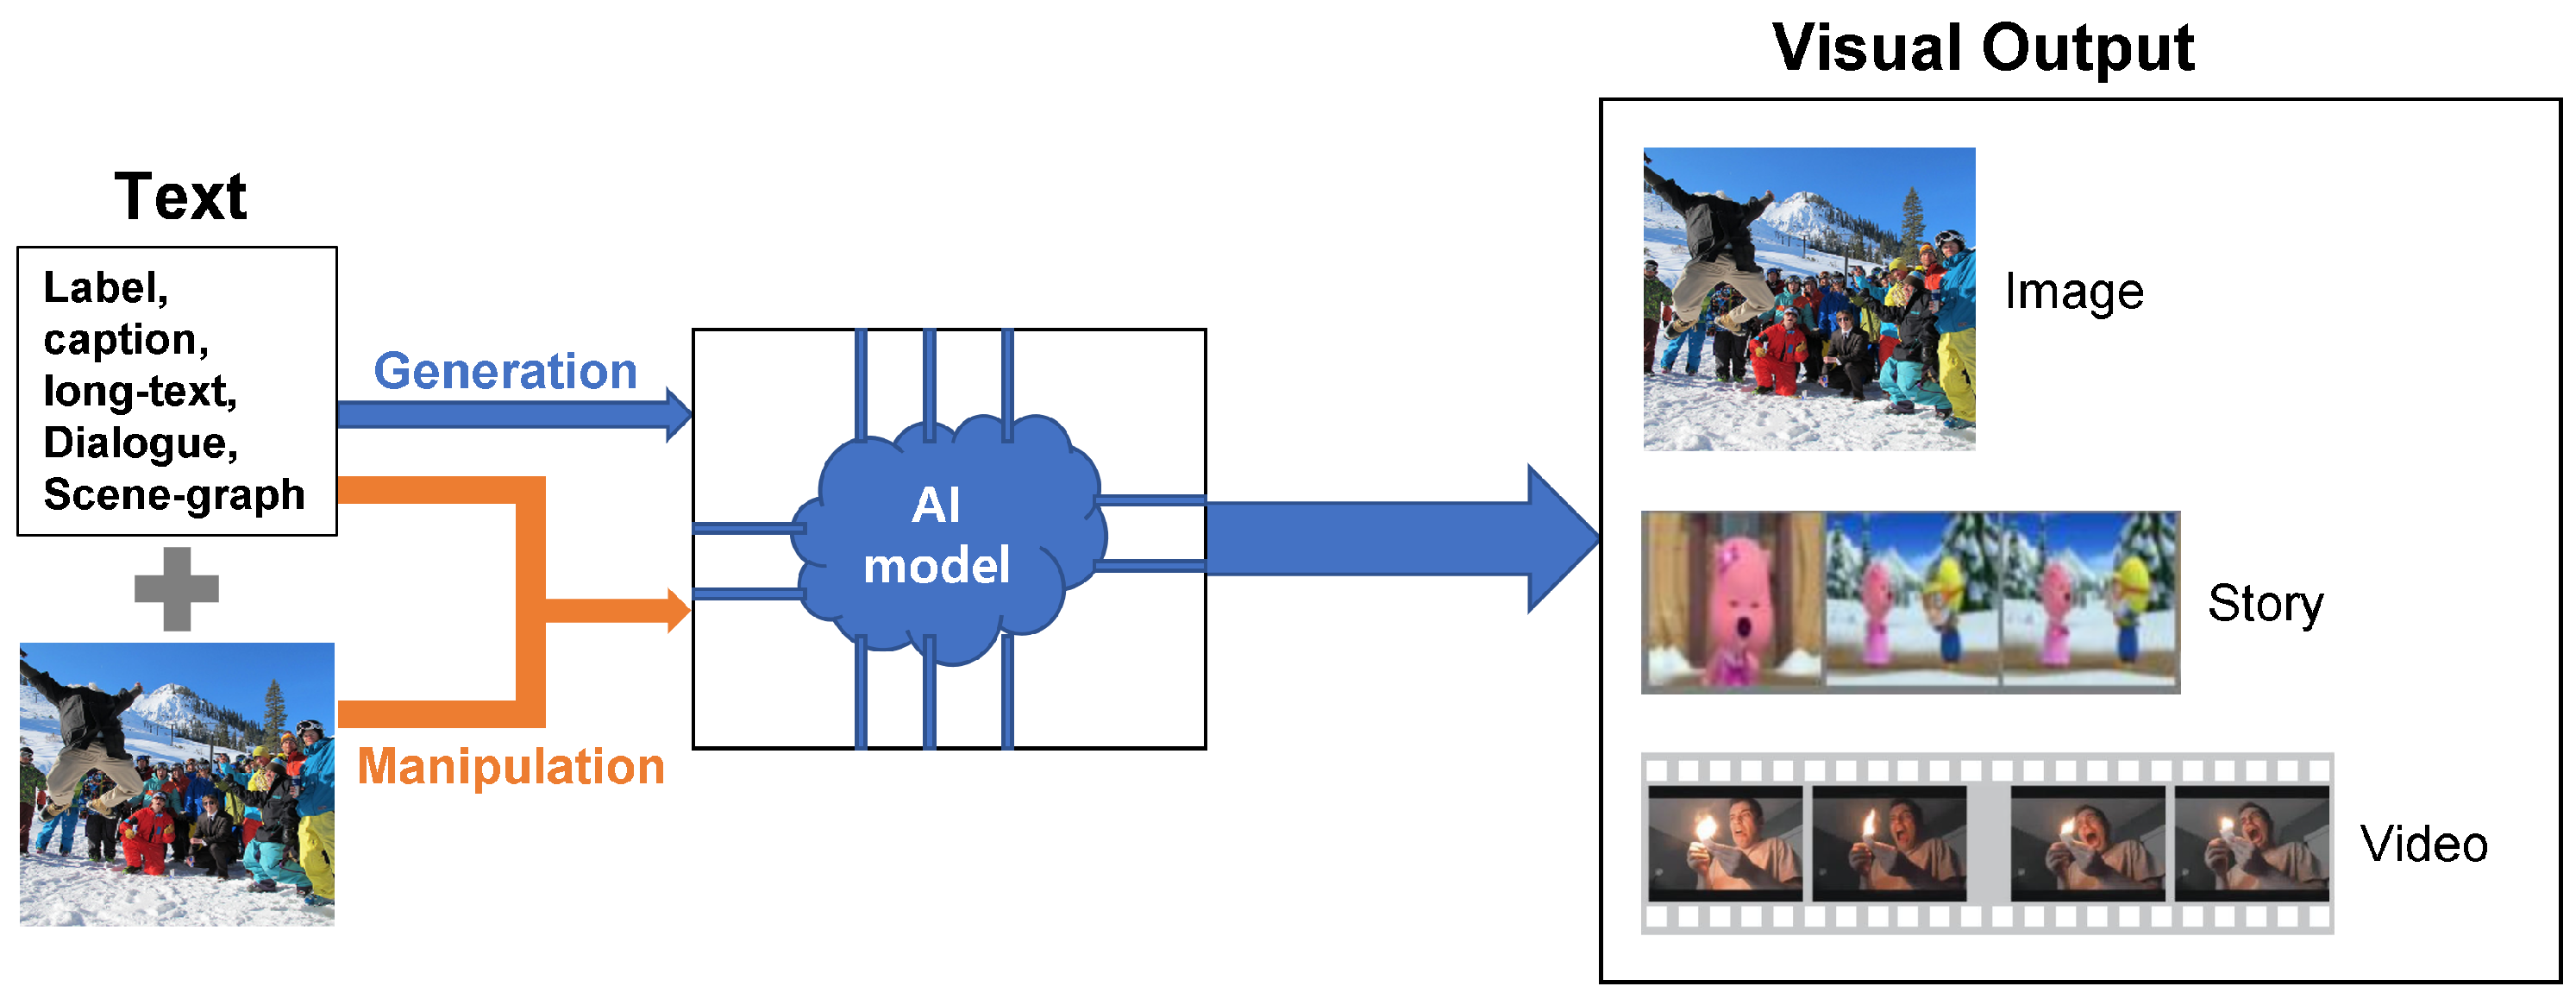 Text
Label,
caption,
long-text,
Dialogue,
Scene-graph
Generation
Manipulation
AI
model
Visual Output
Image
Story
Video